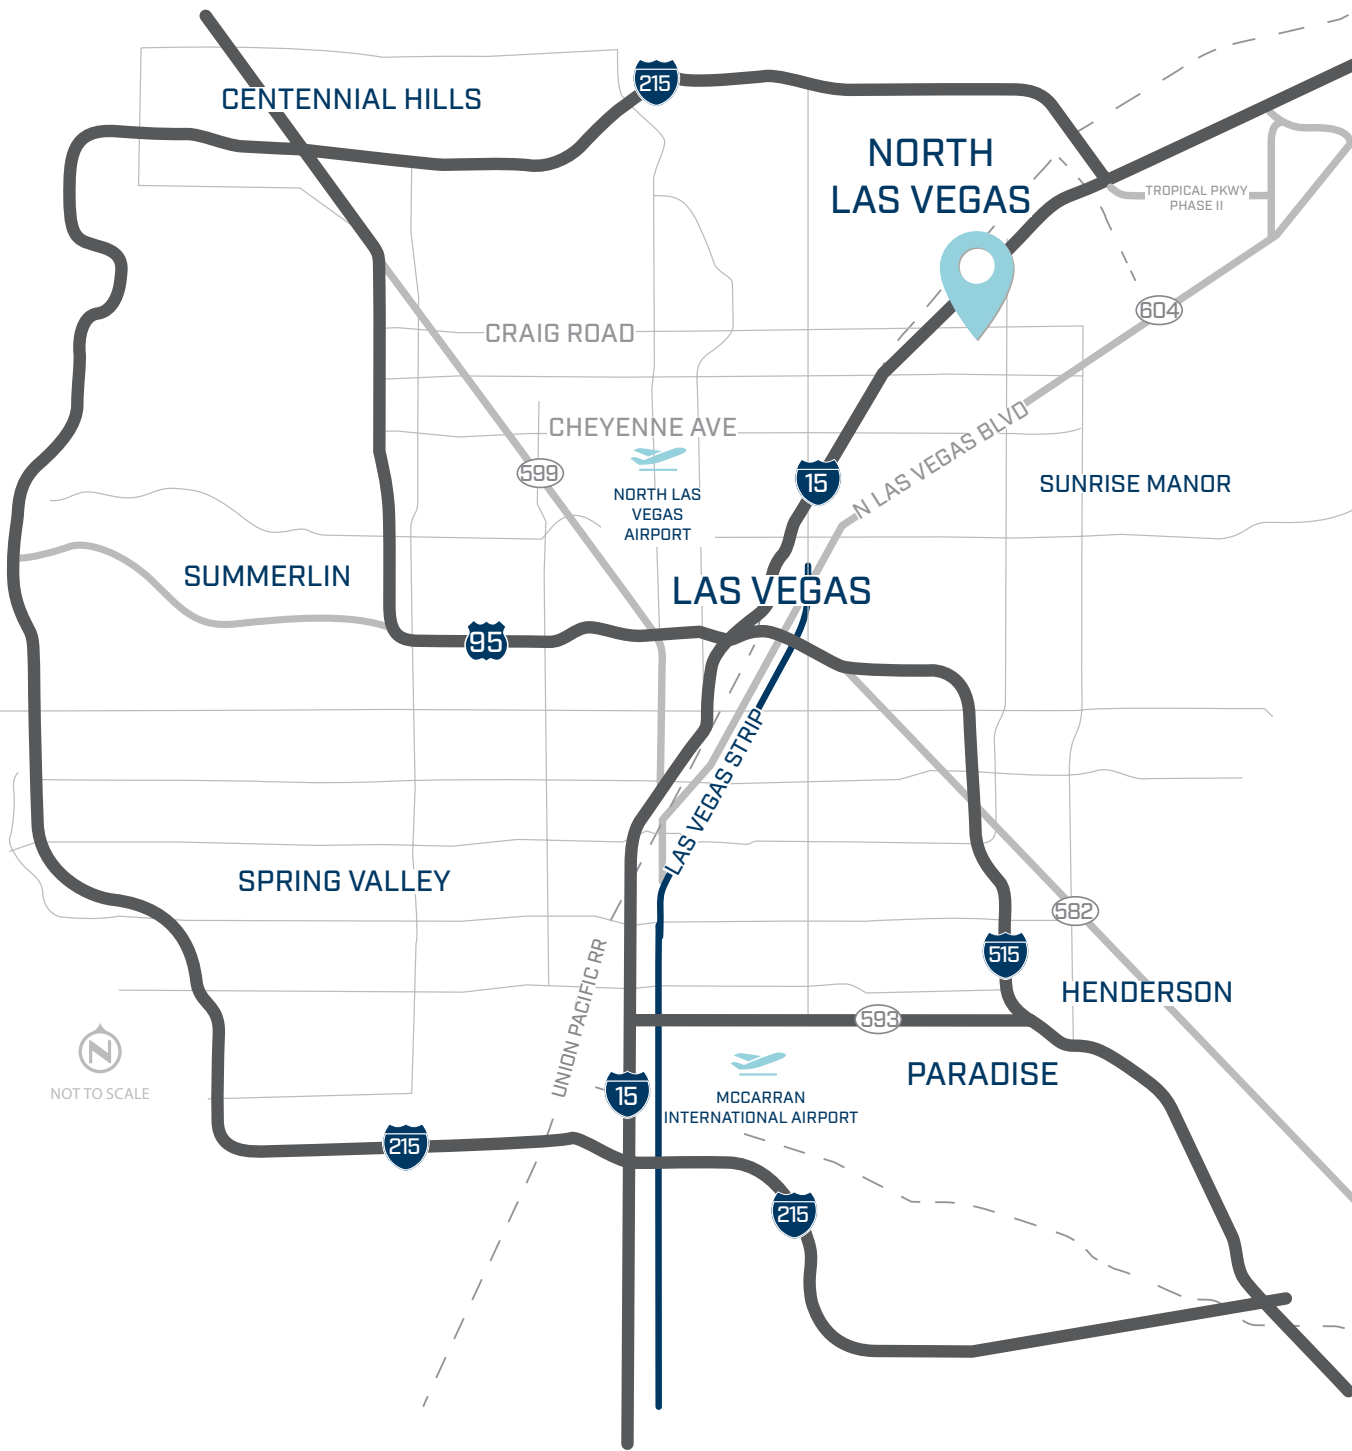 215
CENTENNIAL HILLS
NORTH
LAS VEGAS
TROPICAL PKWY
PHASE II
604
CRAIG ROAD
CHEYENNE AVE
N LAS VEGAS BLVD
599
15
SUNRISE MANOR
NORTH LAS
VEGAS
AIRPORT
SUMMERLIN
LAS VEGAS
95
LAS VEGAS STRIP
SPRING VALLEY
582
515
UNION PACIFIC RR
HENDERSON
593
N
NOT TO SCALE
PARADISE
15
MCCARRAN
INTERNATIONAL AIRPORT
215
215